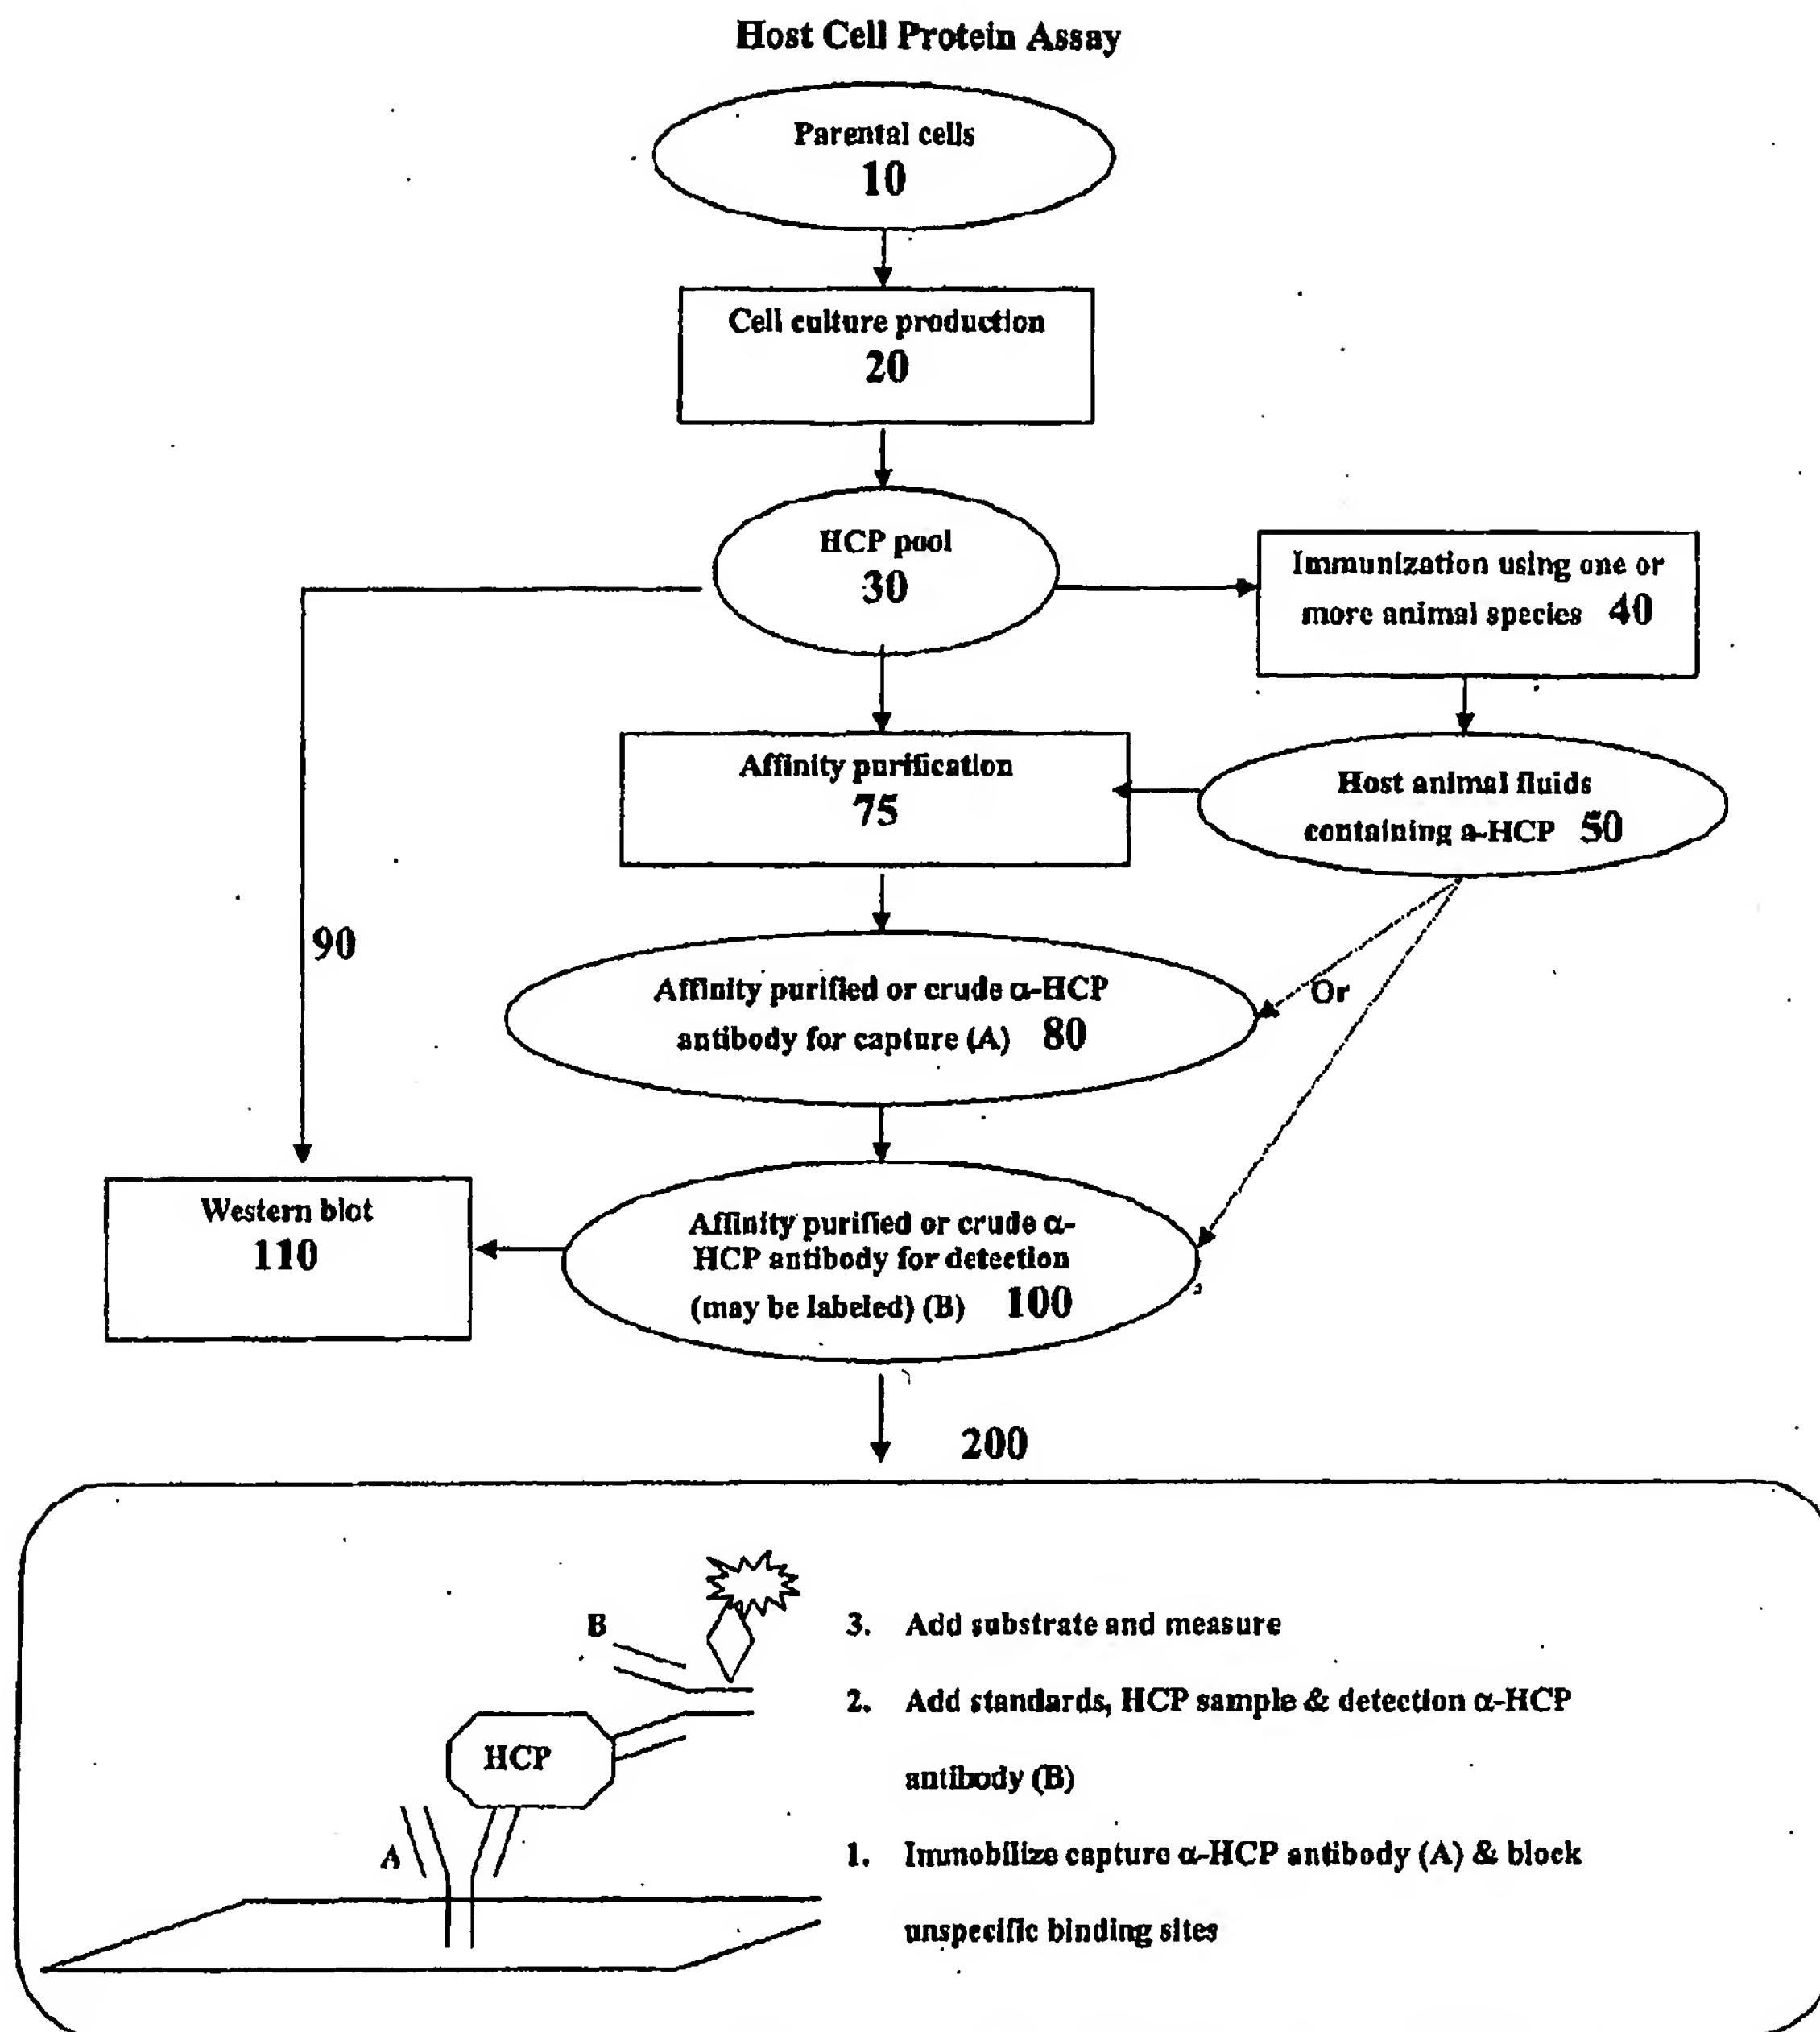 Host Cell Protein Assay
Parental cells
10
Cell culture production
20
HCP pool
30
Immunization using one or
more animal species 40
Affinity purification
75
Host animal fluids
containing a-HCP 50
90
Affinity purified or crude α-HCP
antibody for capture (A) 80
Or
Western blot
110
Affinity purified or crude α-
HCP antibody for detection
(may be labeled) (B) 100
200
B
3. Add substrate and measure
2. Add standards, HCP sample & detection α-HCP
antibody (B)
HCP
A
1. Immobilize capture α-HCP antibody (A) & block
unspecific binding sites